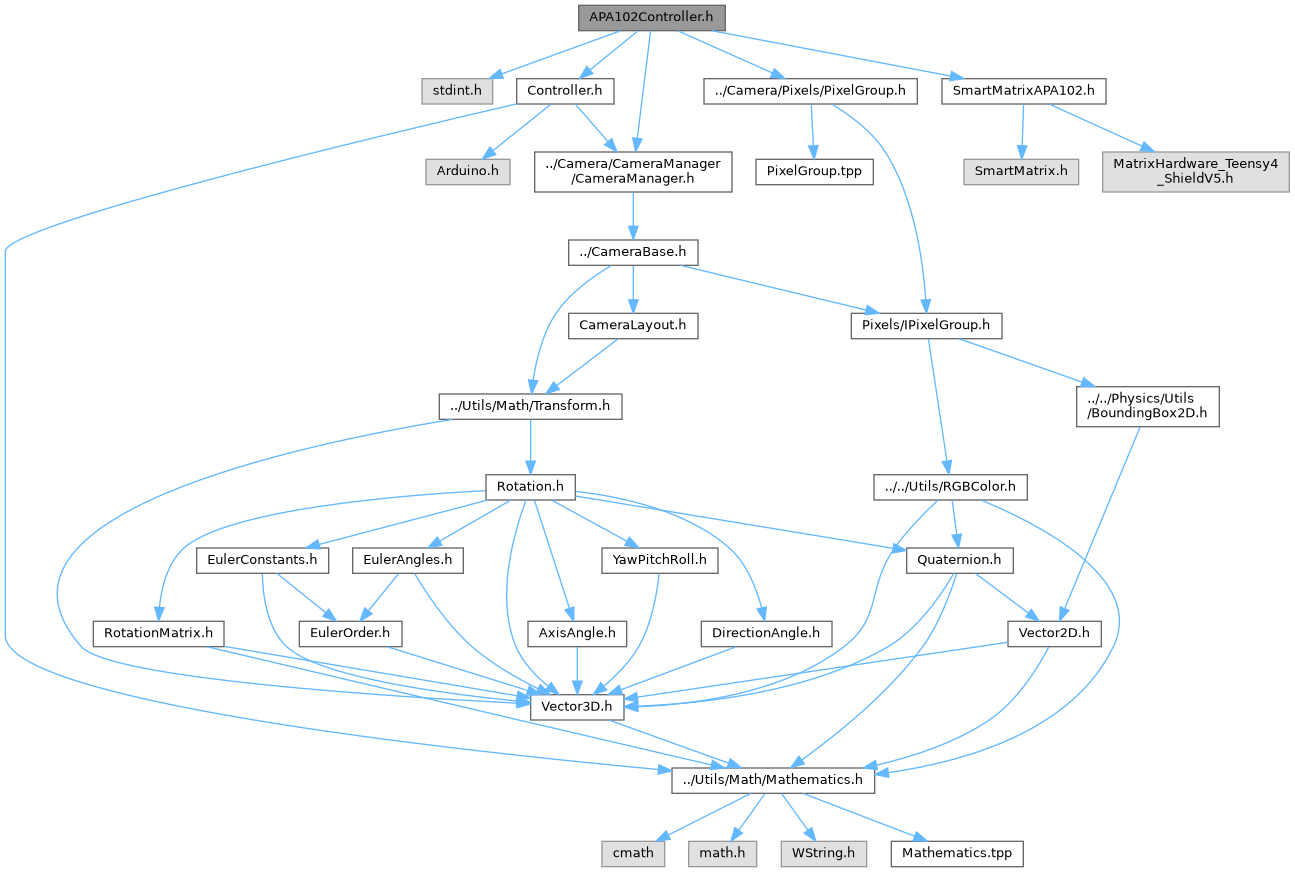 APA102Controller.h
stdint.h
Controller.h
../Camera/Pixels/PixelGroup.h
SmartMatrixAPA102.h
Arduino.h
../Camera/CameraManager
/CameraManager.h
PixelGroup.tpp
SmartMatrix.h
MatrixHardware_Teensy4
_ShieldV5.h
../CameraBase.h
CameraLayout.h
Pixels/IPixelGroup.h
../Utils/Math/Transform.h
../../Physics/Utils
/BoundingBox2D.h
Rotation.h
../../Utils/RGBColor.h
EulerConstants.h
EulerAngles.h
YawPitchRoll.h
Quaternion.h
RotationMatrix.h
EulerOrder.h
AxisAngle.h
DirectionAngle.h
Vector2D.h
Vector3D.h
../Utils/Math/Mathematics.h
cmath
math.h
WString.h
Mathematics.tpp